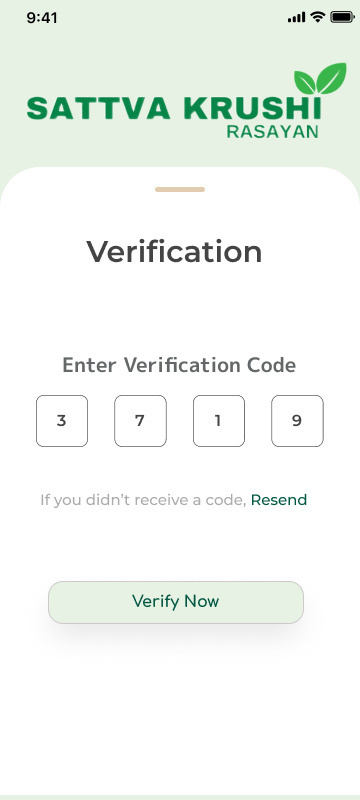 9:41
SATTVA KRUSHI
RASAYAN
Verification
Enter Verification Code
3 7 1 9
If you didn't receive a code, Resend
Verify Now